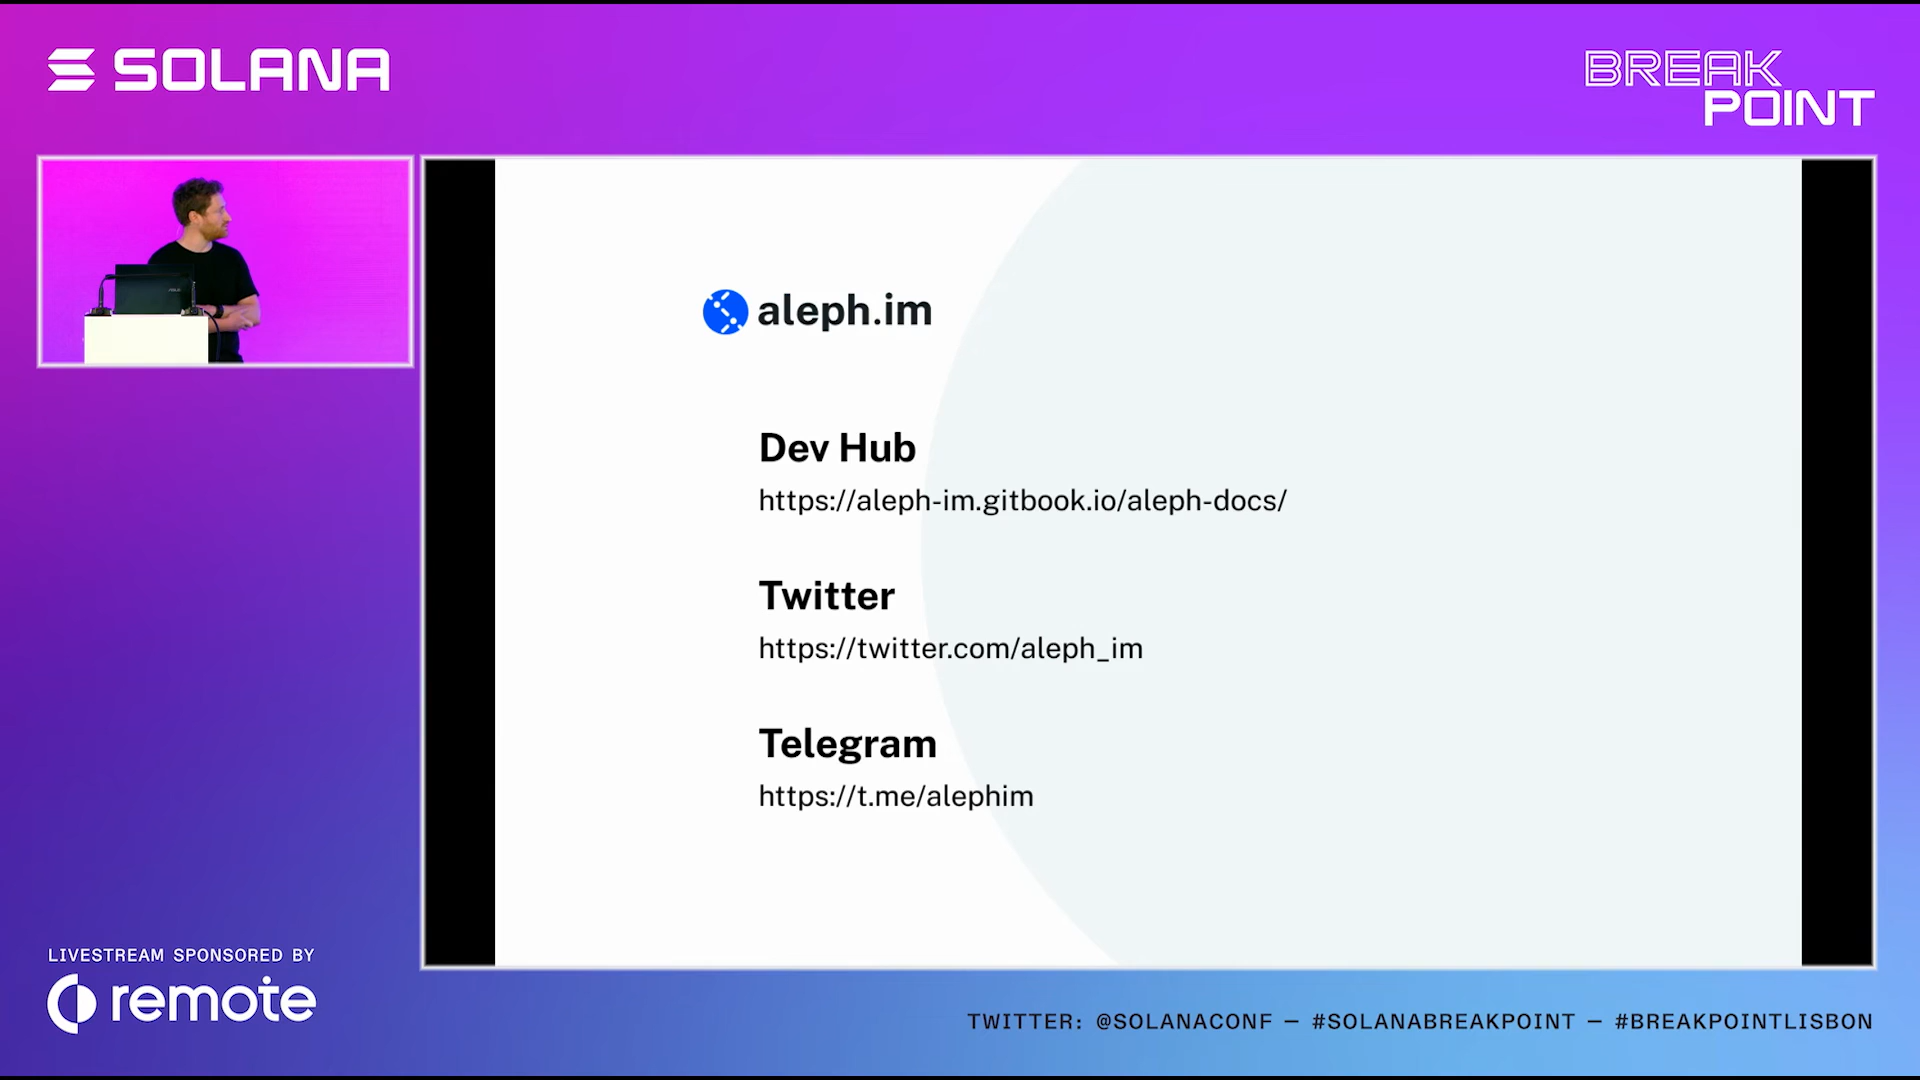 SOLANA
BREAK
POINT
aleph.im
Dev Hub
https://aleph-im.gitbook.io/aleph-docs/
Twitter
https://twitter.com/aleph_im
Telegram
https://t.me/alephim
LIVESTREAM SPONSORED BY
remote
TWITTER: @SOLANACONF – #SOLANABREAKPOINT – #BREAKPOINTLISBON